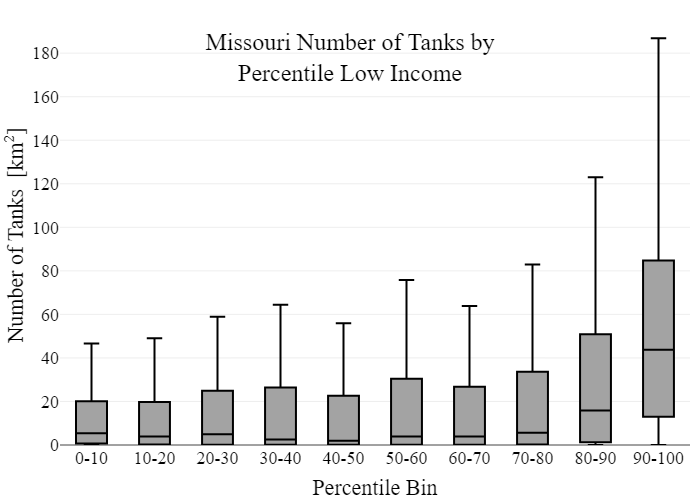 Missouri Number of Tanks by
Percentile Low Income
Number of Tanks [km²]
180
160
140
120
100
80
60
40
20
0
0-10 10-20 20-30 30-40 40-50 50-60 60-70 70-80 80-90 90-100
Percentile Bin